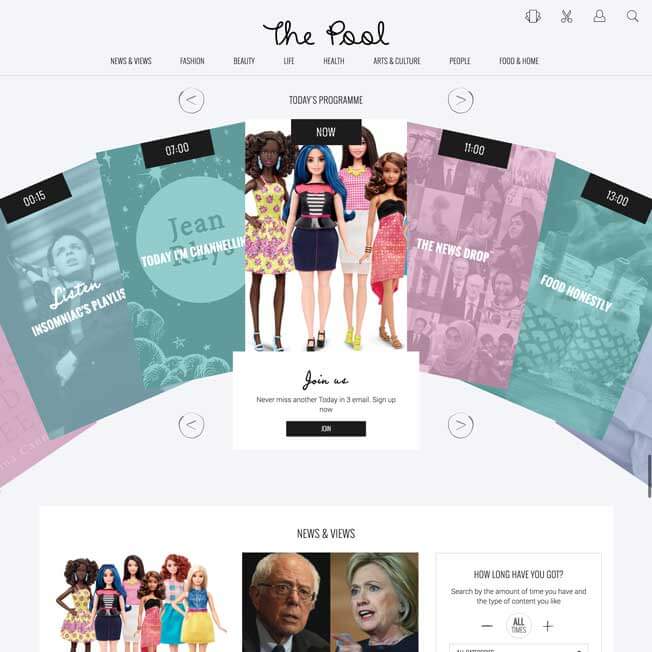 The Pool
NEWS & VIEWS FASHION BEAUTY LIFE HEALTH ARTS & CULTURE PEOPLE FOOD & HOME
TODAY'S PROGRAMME
00:15
Listen
INSOMNIAC'S PLAYLIS
07:00
Jean
Rhys
TODAY I'M CHANNELLIN
NOW
11:00
THE NEWS DROP
13:00
FOOD HONESTLY
Join us
Never miss another Today in 3 email. Sign up
now
JOIN
NEWS & VIEWS
HOW LONG HAVE YOU GOT?
Search by the amount of time you have and
the type of content you like
ALL
TIMES
ALL CATEGORIES